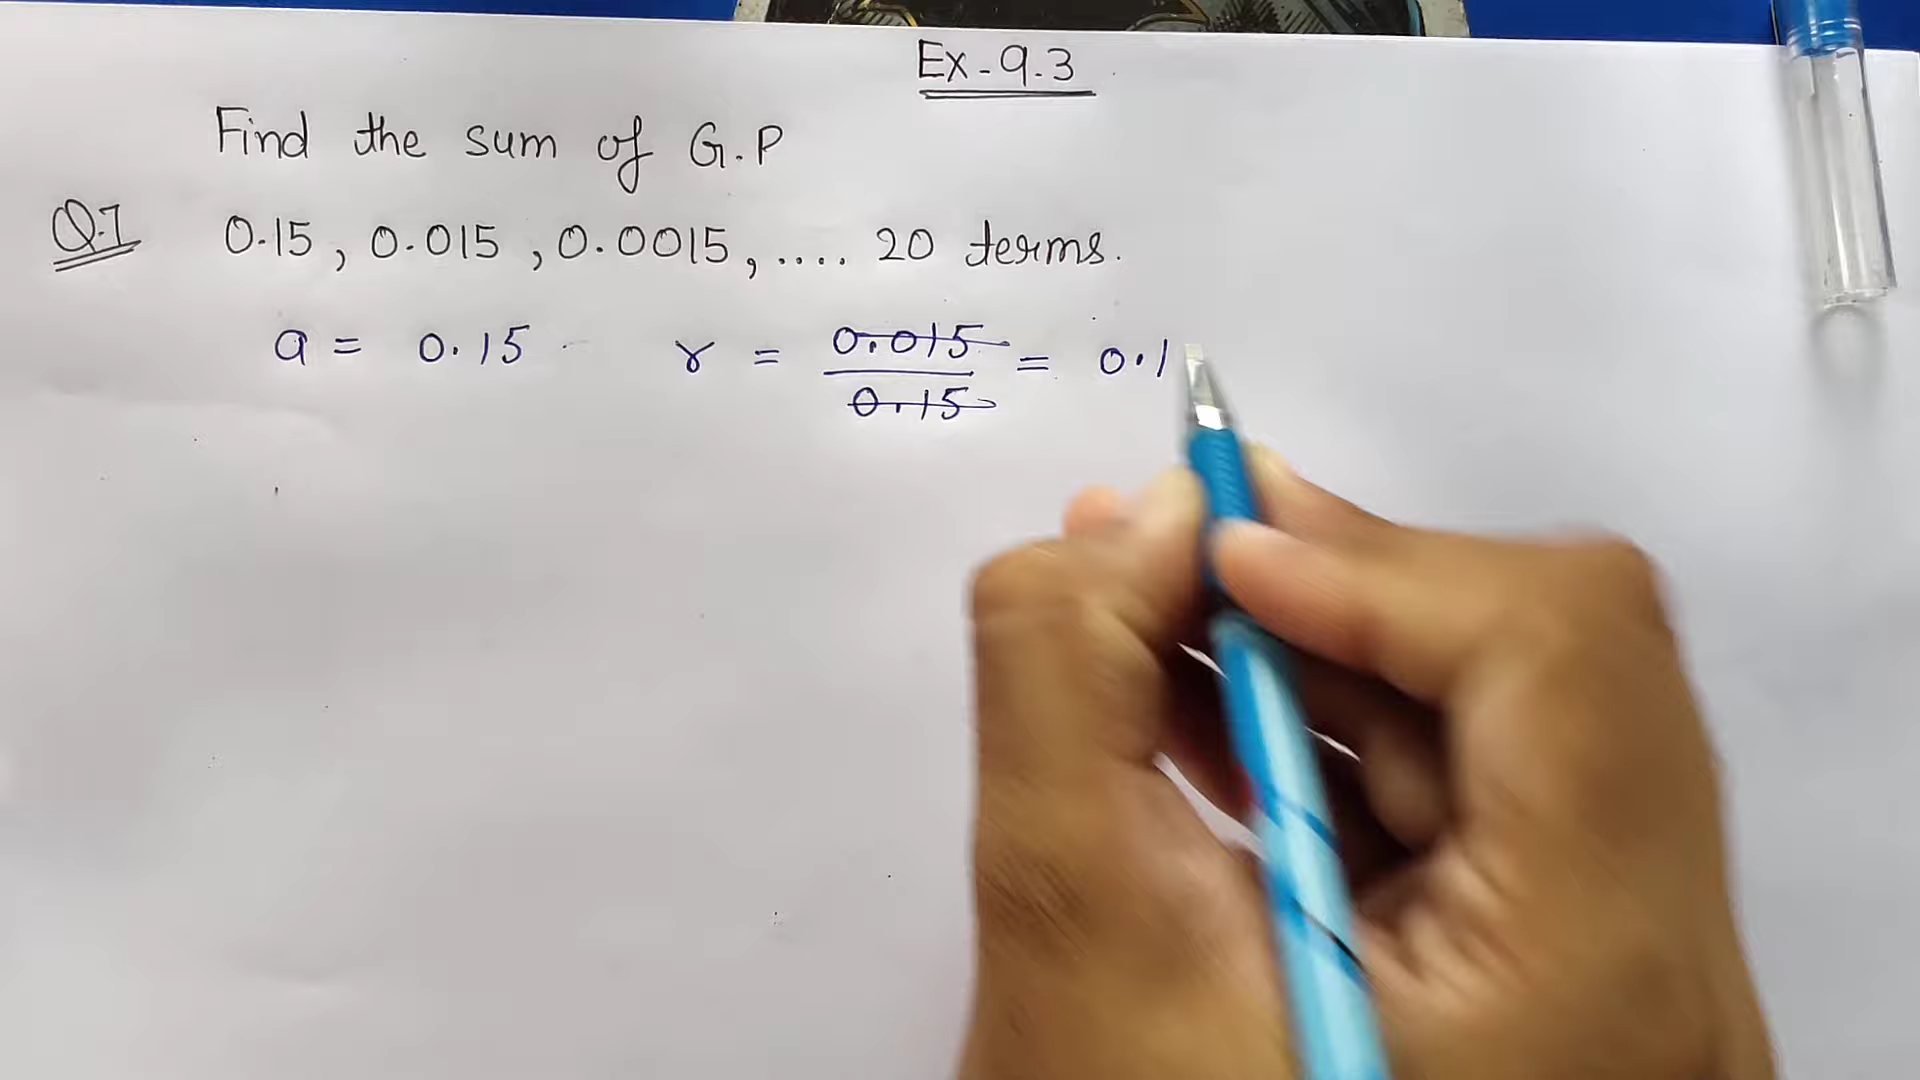 Ex-9.3
Find the sum of G.P
Q.7 0.15, 0.015, 0.0015, .... 20 terms.
a = 0.15 r = 0.015/0.15 = 0.1